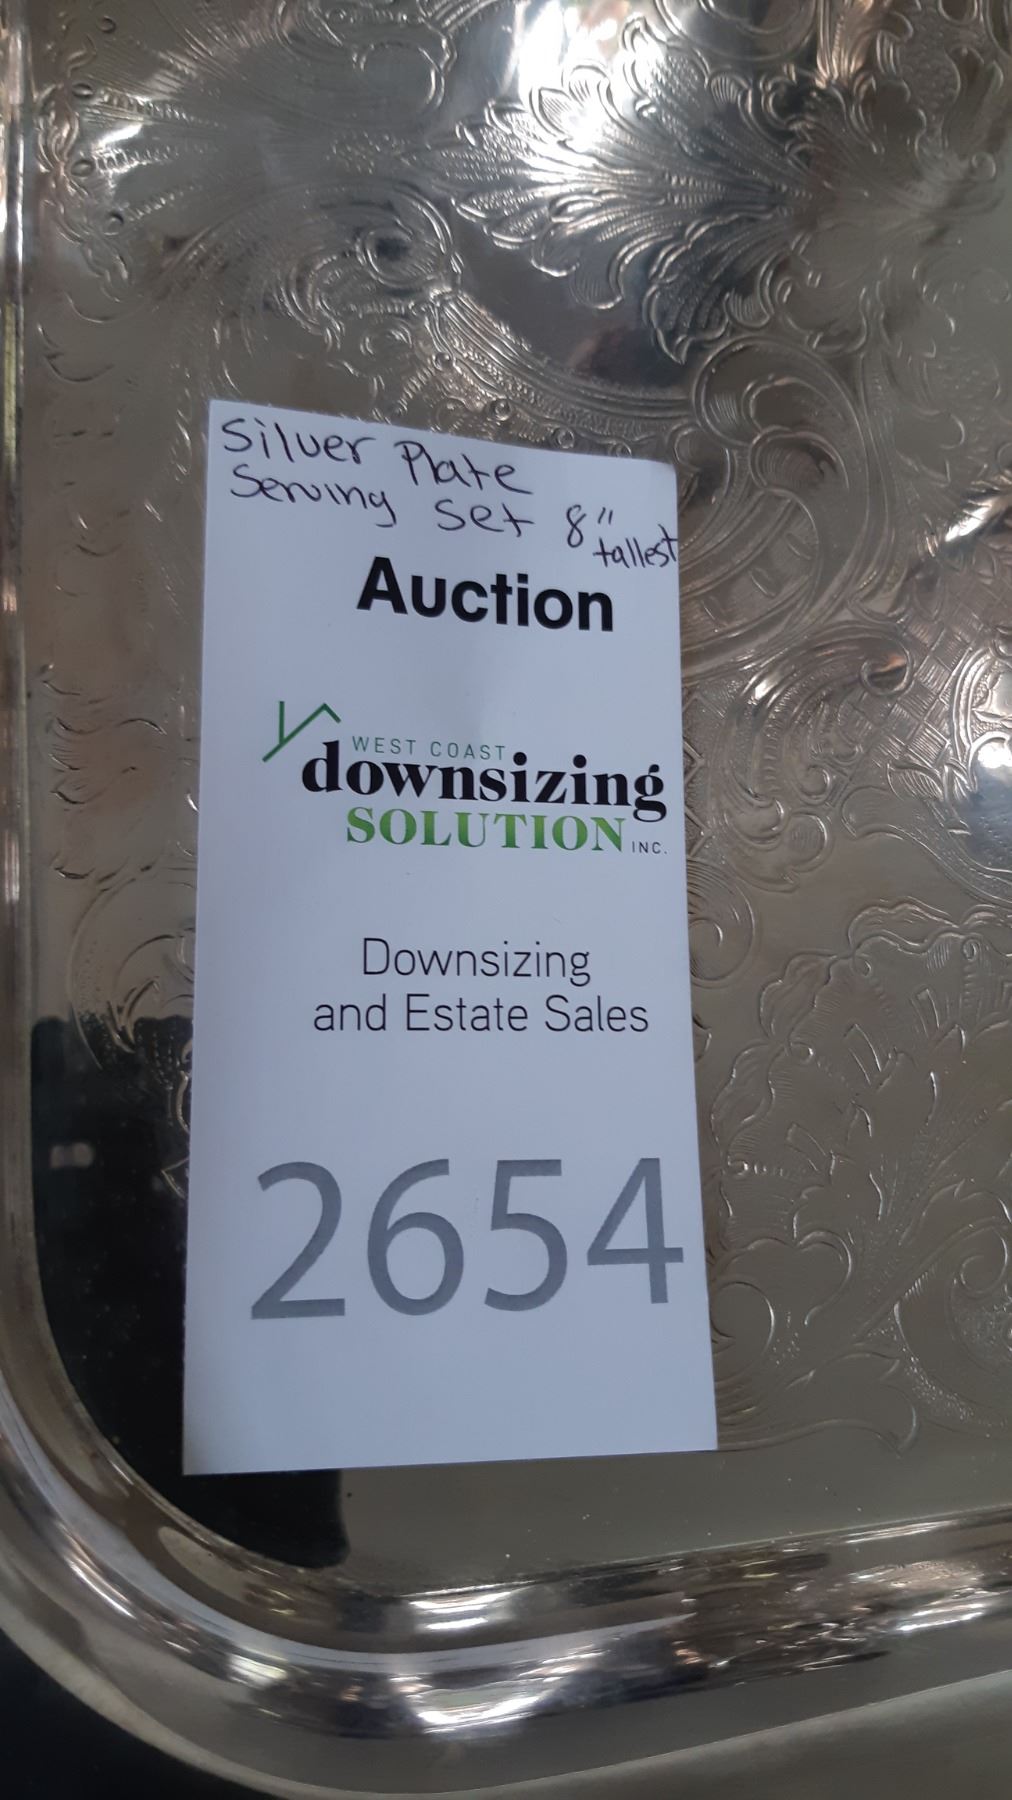 Silver Plate
Serving Set 8"
tallest
Auction
WEST COAST
downsizing
SOLUTION INC.
Downsizing
and Estate Sales
2654